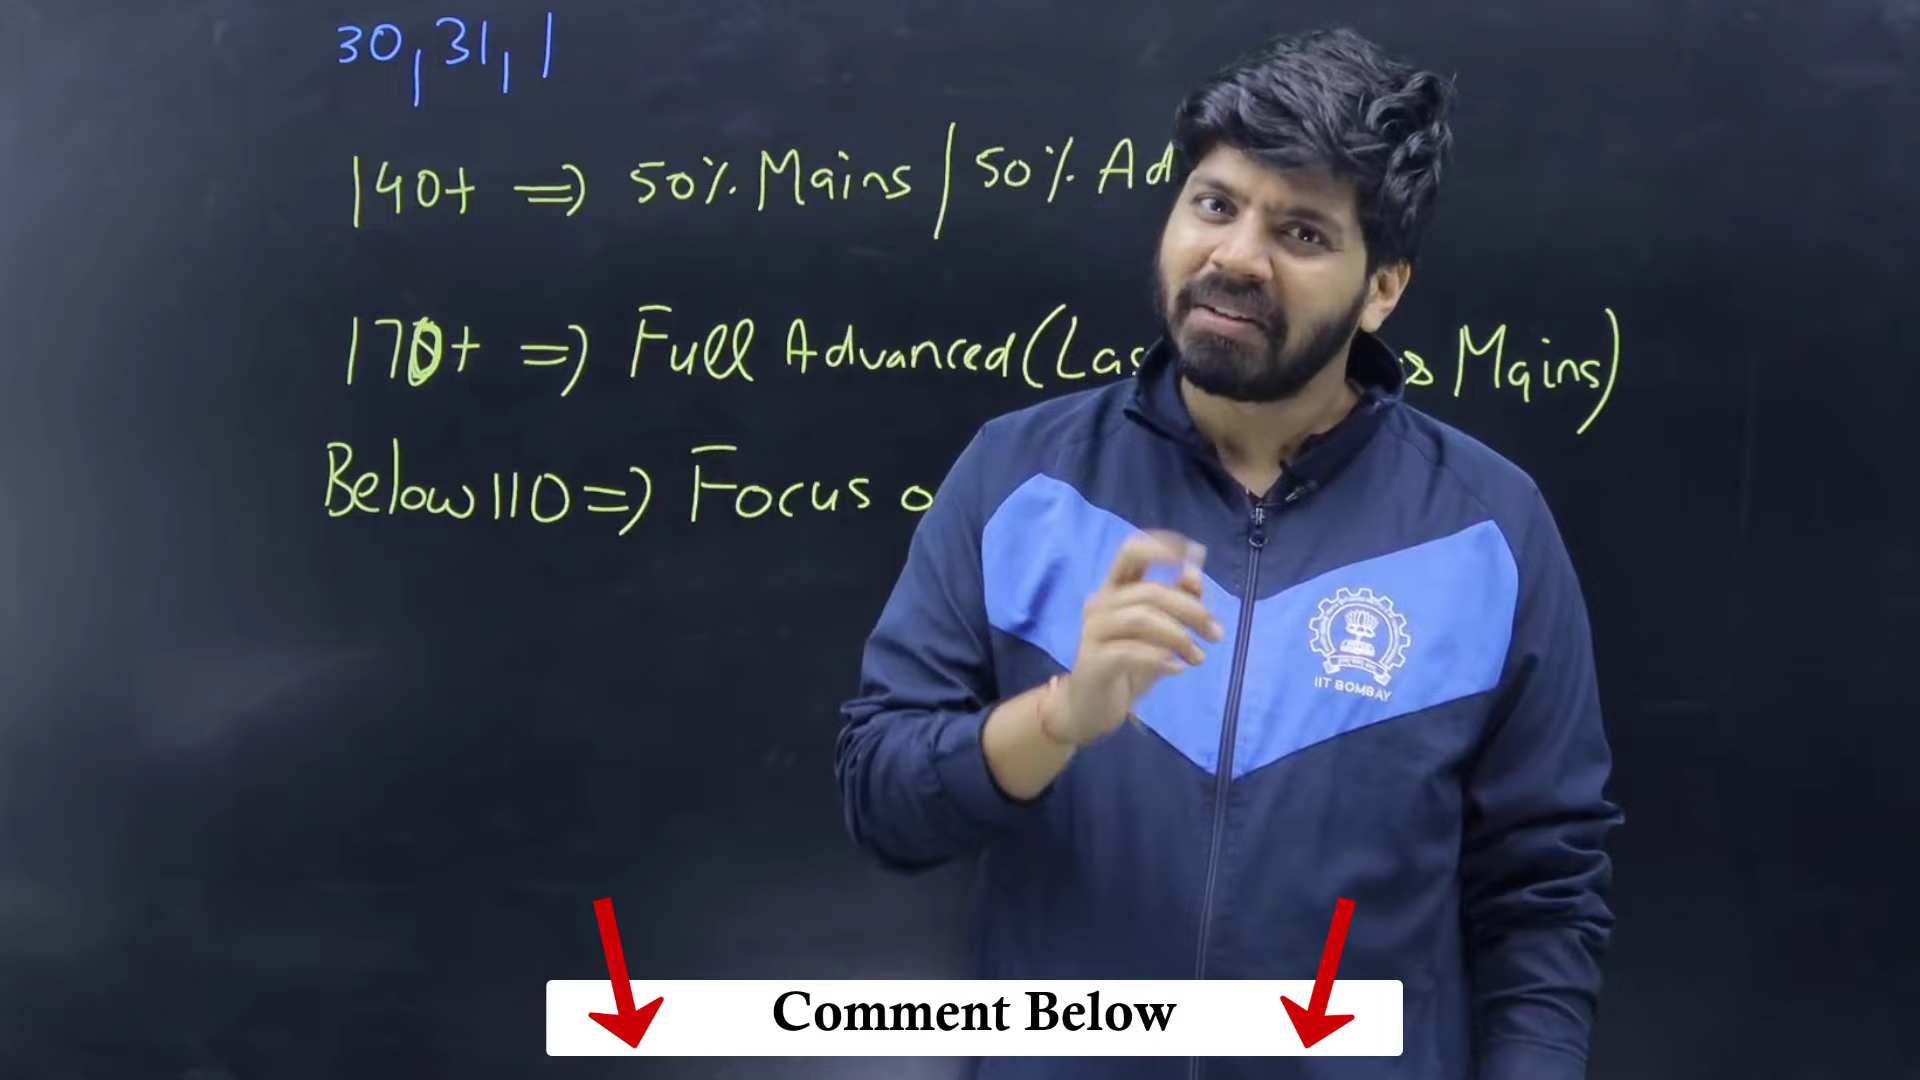 30, 31, 1
140+ => 50% Mains / 50% Ad
170+ => Full Advanced (Las s Mains)
Below 110 => Focus o
IIT BOMBAY
Comment Below